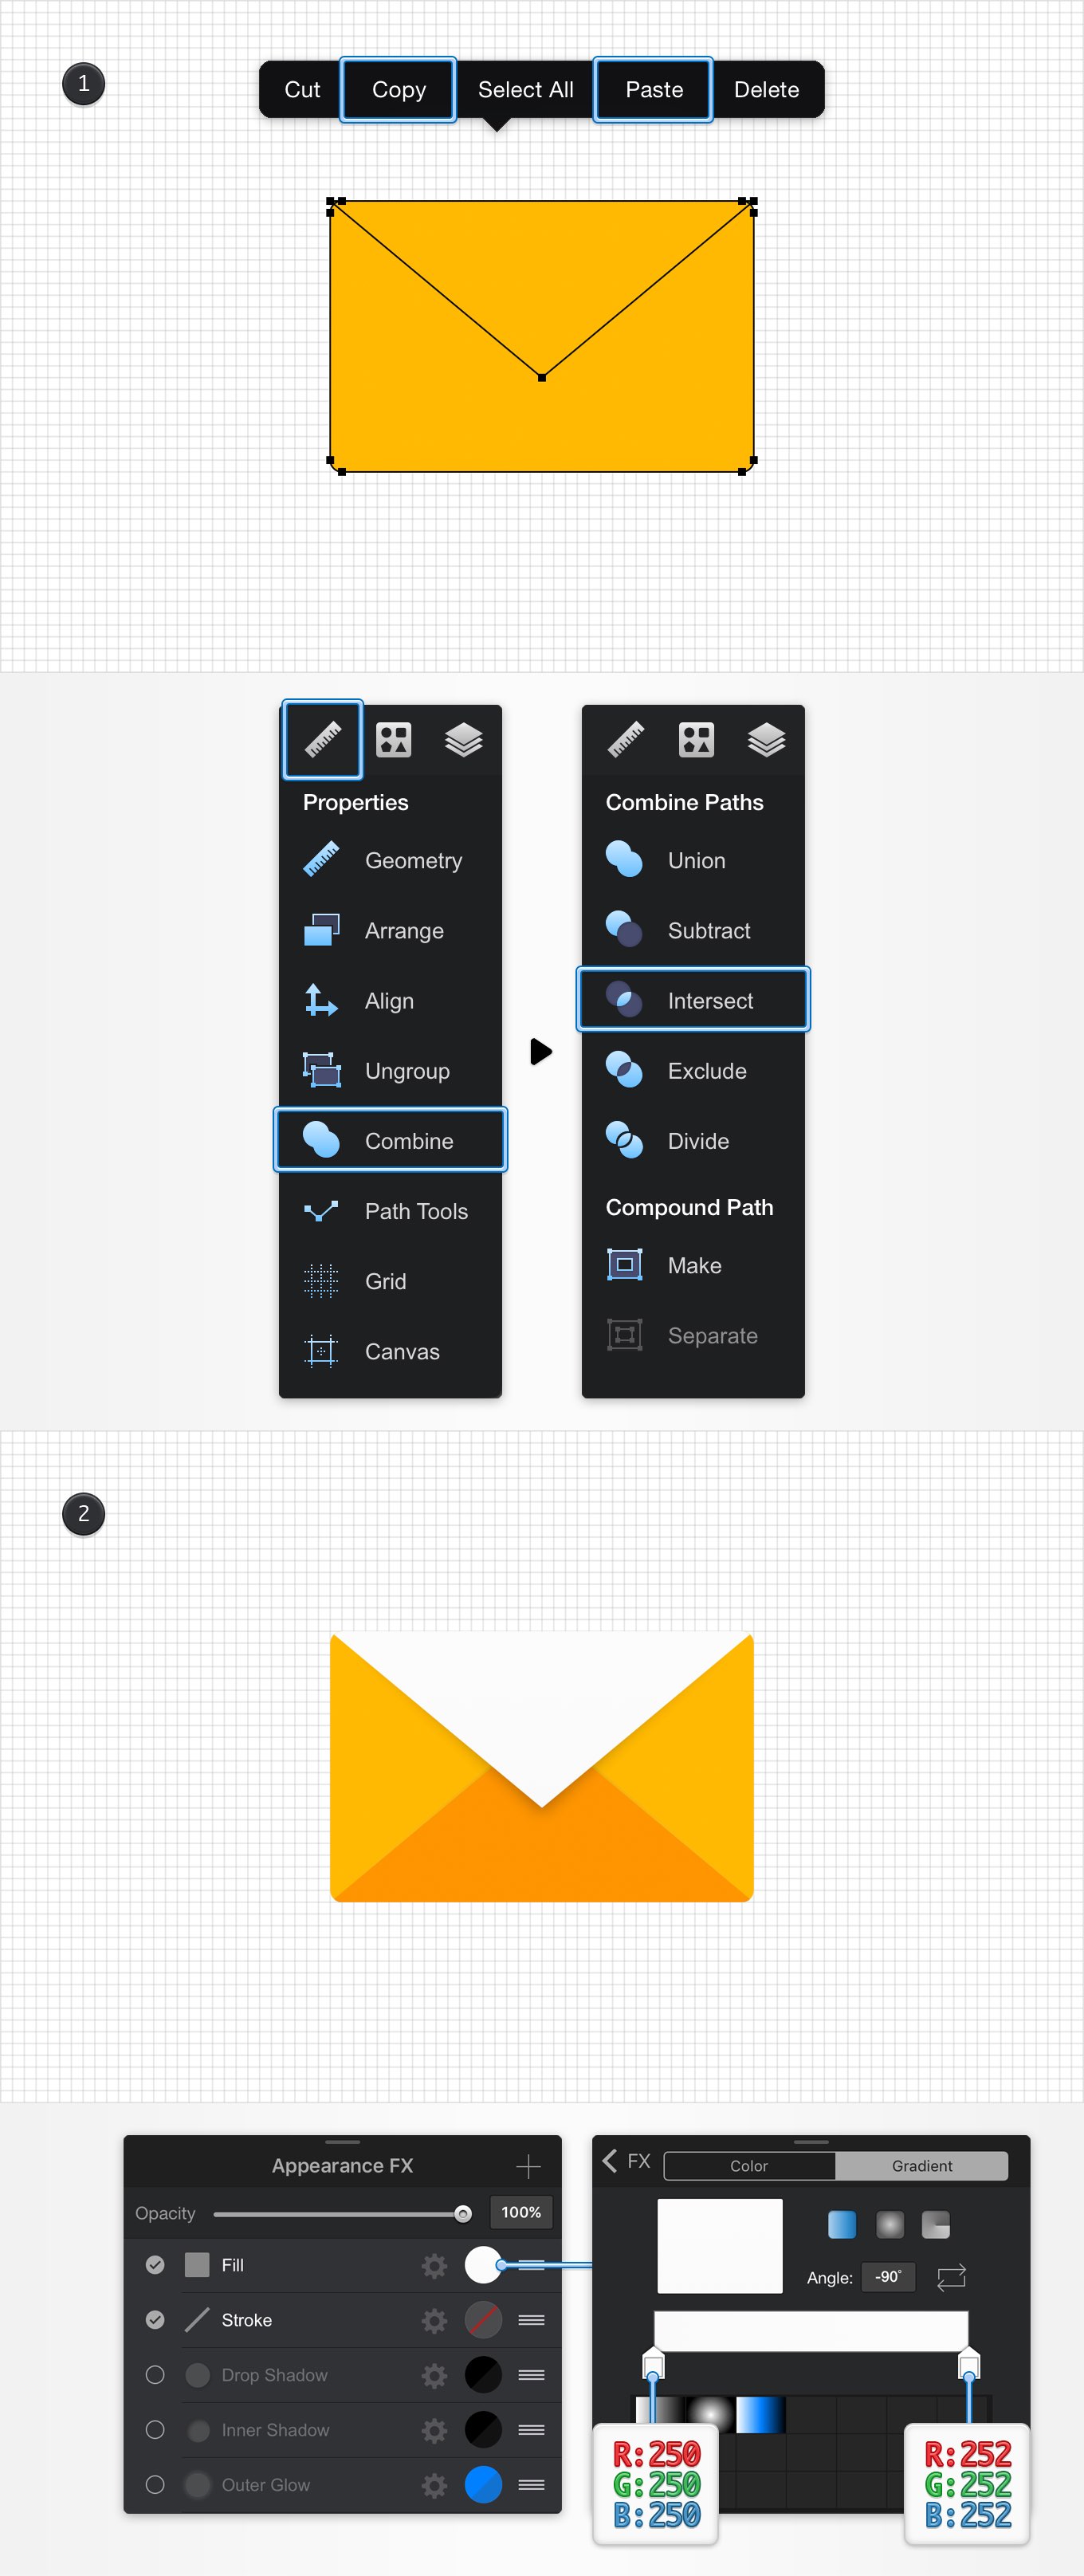 1
Cut Copy Select All Paste Delete
Properties
Geometry
Arrange
Align
Ungroup
Combine
Path Tools
Grid
Canvas
Combine Paths
Union
Subtract
Intersect
Exclude
Divide
Compound Path
Make
Separate
2
Appearance FX
Opacity 100%
Fill
Stroke
Drop Shadow
Inner Shadow
Outer Glow
FX Color Gradient
Angle: -90°
R:250
G:250
B:250
R:252
G:252
B:252